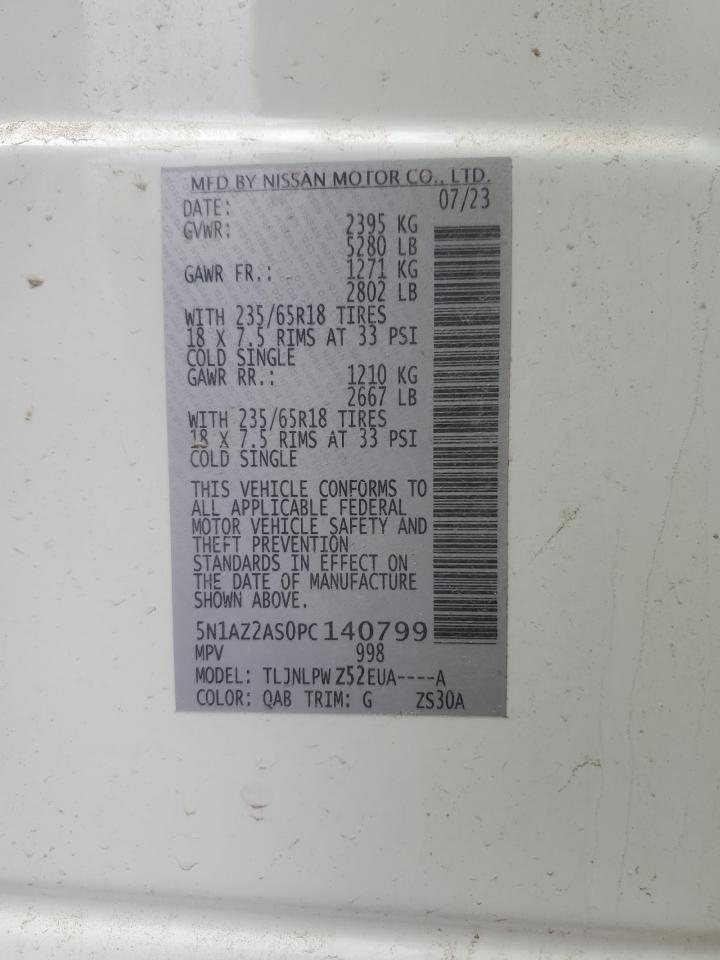 MFD BY NISSAN MOTOR CO., LTD.
DATE: 07/23
GVWR: 2395 KG
5280 LB
GAWR FR.: 1271 KG
2802 LB
WITH 235/65R18 TIRES
18 X 7.5 RIMS AT 33 PSI
COLD SINGLE
GAWR RR.: 1210 KG
2667 LB
WITH 235/65R18 TIRES
18 X 7.5 RIMS AT 33 PSI
COLD SINGLE
THIS VEHICLE CONFORMS TO
ALL APPLICABLE FEDERAL
MOTOR VEHICLE SAFETY AND
THEFT PREVENTION
STANDARDS IN EFFECT ON
THE DATE OF MANUFACTURE
SHOWN ABOVE.
5N1AZ2AS0PC140799
MPV 998
MODEL: TLJNLPW Z52EUA----A
COLOR: QAB TRIM: G ZS30A